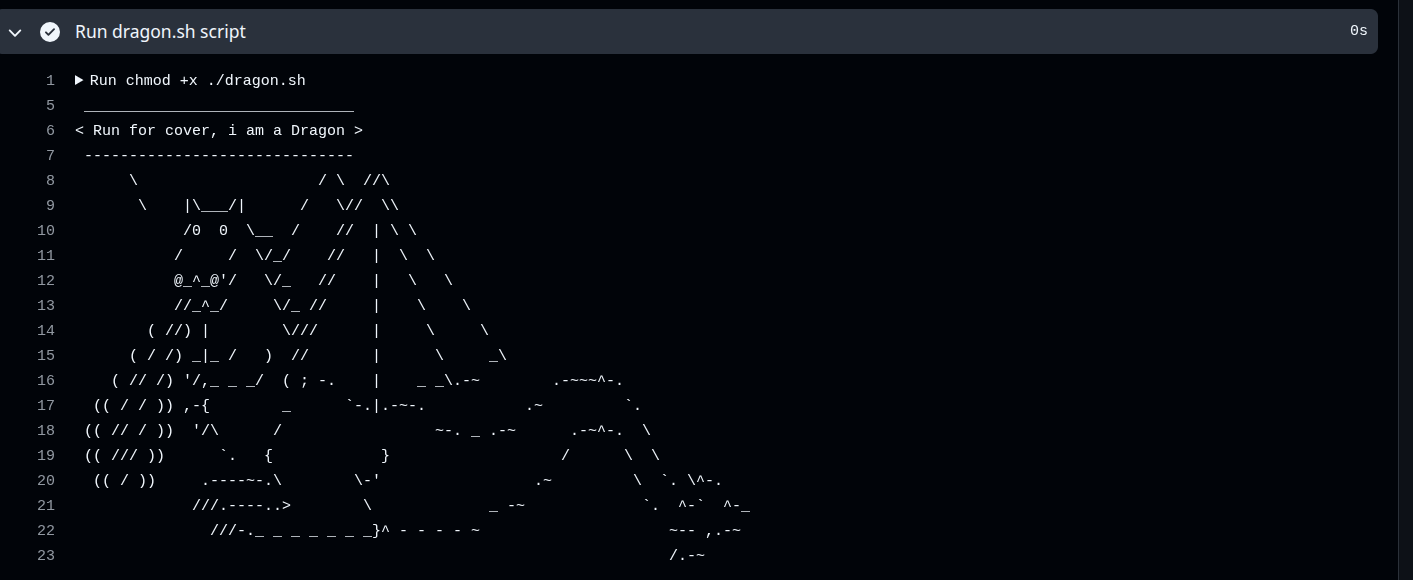 Run dragon.sh script 0s
1 ▶ Run chmod +x ./dragon.sh
5  ______________________________
6 < Run for cover, i am a Dragon >
7  ------------------------------
8       \                    / \  //\
9        \    |\___/|      /   \//  \\
10             /0  0  \__  /    //  | \ \
11            /     /  \/_/    //   |  \  \
12            @_^_@'/   \/_   //    |   \   \
13            //_^_/     \/_ //     |    \    \
14         ( //) |        \///      |     \     \
15       ( / /) _|_ /   )  //       |      \     _\
16     ( // /) '/,_ _ _/  ( ; -.    |    _ _\.-~        .-~~~^-.
17   (( / / )) ,-{        _      `-.|.-~-.           .~         `.
18  (( // / ))  '/\      /                 ~-. _ .-~      .-~^-.  \
19  (( /// ))      `.   {            }                   /      \  \
20   (( / ))     .----~-.\        \-'                 .~         \  `. \^-.
21              ///.----..>        \             _ -~             `.  ^-`  ^-_
22                ///-._ _ _ _ _ _ _}^ - - - - ~                     ~-- ,.-~
23                                                                   /.-~